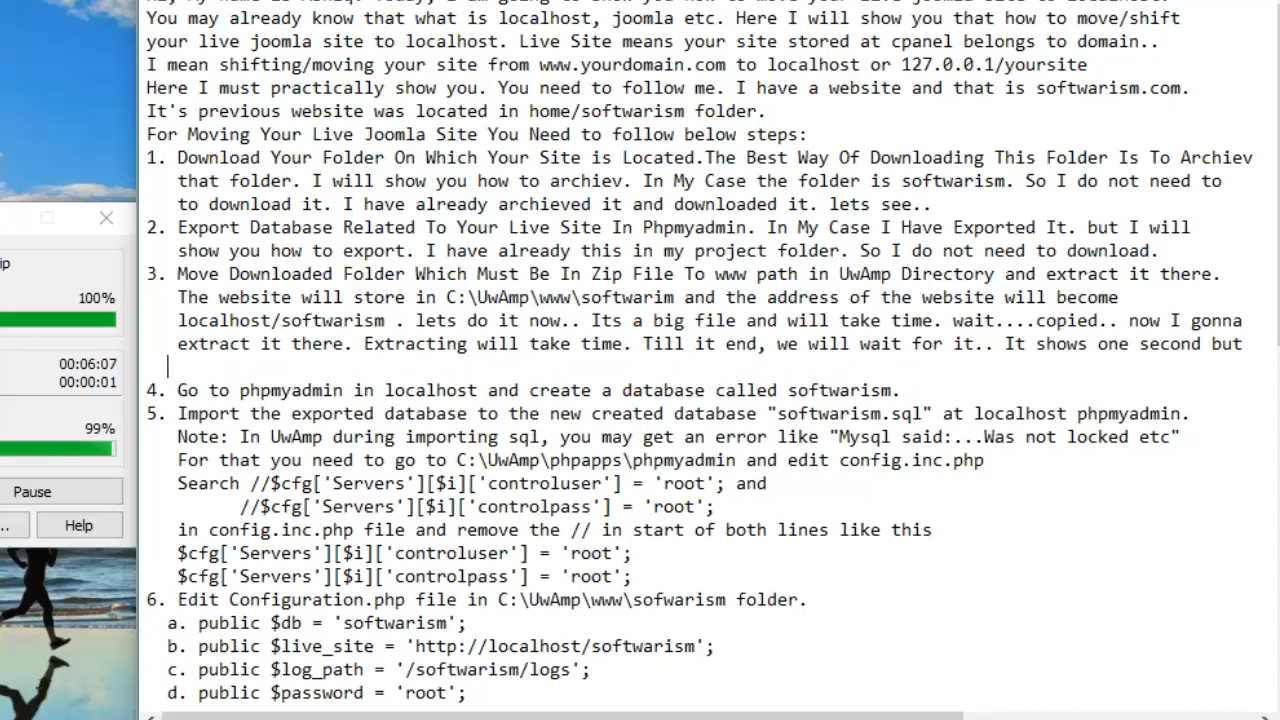 You may already know that what is localhost, joomla etc. Here I will show you that how to move/shift
your live joomla site to localhost. Live Site means your site stored at cpanel belongs to domain..
I mean shifting/moving your site from www.yourdomain.com to localhost or 127.0.0.1/yoursite
Here I must practically show you. You need to follow me. I have a website and that is softwarism.com.
It's previous website was located in home/softwarism folder.
For Moving Your Live Joomla Site You Need to follow below steps:
1. Download Your Folder On Which Your Site is Located.The Best Way Of Downloading This Folder Is To Archiev
that folder. I will show you how to archiev. In My Case the folder is softwarism. So I do not need to
to download it. I have already archieved it and downloaded it. lets see..
2. Export Database Related To Your Live Site In Phpmyadmin. In My Case I Have Exported It. but I will
show you how to export. I have already this in my project folder. So I do not need to download.
3. Move Downloaded Folder Which Must Be In Zip File To www path in UwAmp Directory and extract it there.
The website will store in C:\UwAmp\www\softwarim and the address of the website will become
localhost/softwarism . lets do it now.. Its a big file and will take time. wait....copied.. now I gonna
extract it there. Extracting will take time. Till it end, we will wait for it.. It shows one second but
4. Go to phpmyadmin in localhost and create a database called softwarism.
5. Import the exported database to the new created database "softwarism.sql" at localhost phpmyadmin.
Note: In UwAmp during importing sql, you may get an error like "Mysql said:...Was not locked etc"
For that you need to go to C:\UwAmp\phpapps\phpmyadmin and edit config.inc.php
Search //$cfg['Servers'][$i]['controluser'] = 'root'; and
//$cfg['Servers'][$i]['controlpass'] = 'root';
in config.inc.php file and remove the // in start of both lines like this
$cfg['Servers'][$i]['controluser'] = 'root';
$cfg['Servers'][$i]['controlpass'] = 'root';
6. Edit Configuration.php file in C:\UwAmp\www\sofwarism folder.
a. public $db = 'softwarism';
b. public $live_site = 'http://localhost/softwarism';
c. public $log_path = '/softwarism/logs';
d. public $password = 'root';
ip
100%
00:06:07
00:00:01
99%
Pause
..
Help